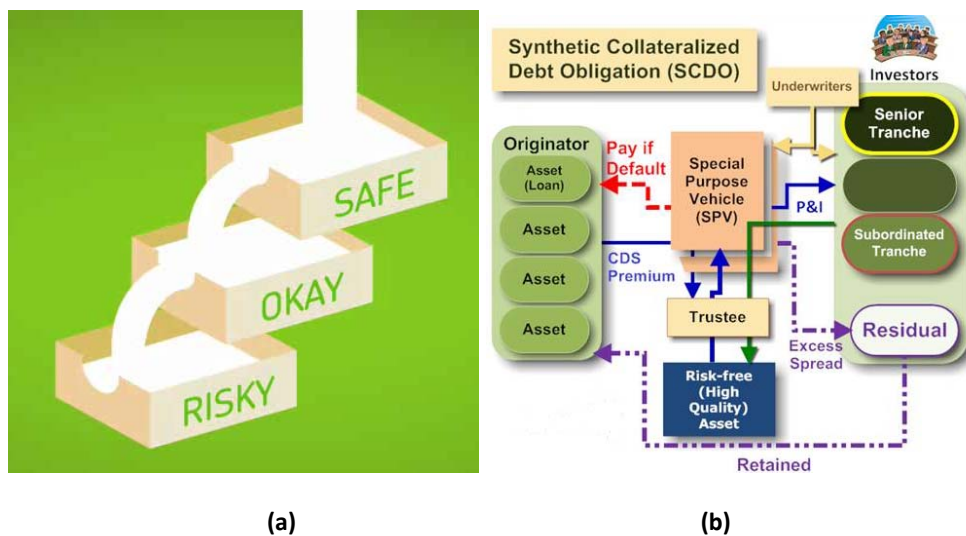 SAFE
OKAY
RISKY
(a)
Synthetic Collateralized
Debt Obligation (SCDO)
Underwriters
Investors
Senior
Tranche
Originator
Asset
(Loan)
Asset
Asset
Asset
Pay if
Default
Special
Purpose
Vehicle
(SPV)
P&I
Subordinated
Tranche
CDS
Premium
Trustee
Risk-free
(High
Quality)
Asset
Excess
Spread
Residual
Retained
(b)